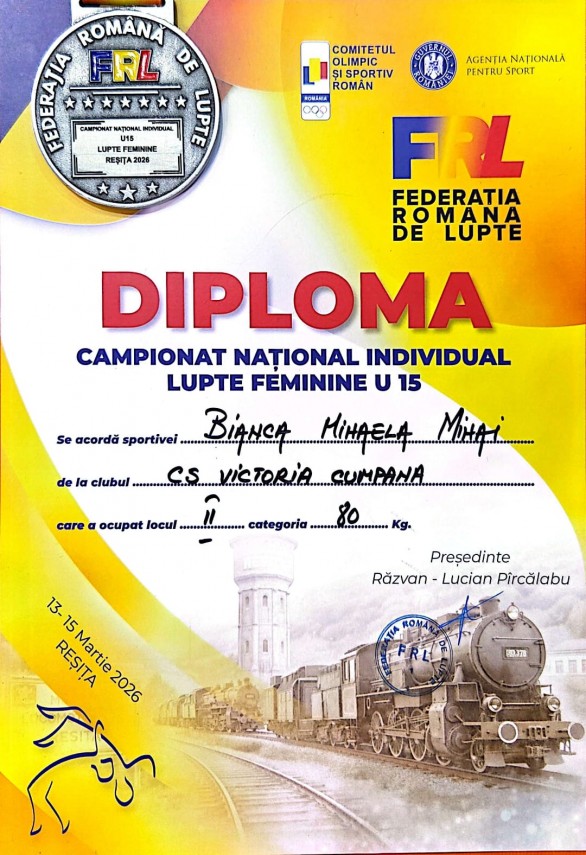 FEDERAȚIA ROMÂNĂ DE LUPTE
FRL
CAMPIONAT NAȚIONAL INDIVIDUAL
U15
LUPTE FEMININE
REȘIȚA 2026
COMITETUL
OLIMPIC
ȘI SPORTIV
ROMÂN
ROMÂNIA
GUVERNUL ROMÂNIEI
AGENȚIA NAȚIONALĂ
PENTRU SPORT
FRL
FEDERATIA
ROMANA
DE LUPTE
DIPLOMA
CAMPIONAT NAȚIONAL INDIVIDUAL
LUPTE FEMININE U 15
Se acordă sportivei BIANCA MIHAELA MIHAI
de la clubul CS VICTORIA CUMPANA
care a ocupat locul II categoria 80 Kg.
Președinte
Răzvan - Lucian Pîrcălabu
FEDERAȚIA ROMÂNĂ DE LUPTE
FRL
13- 15 Martie 2026
REȘIȚA